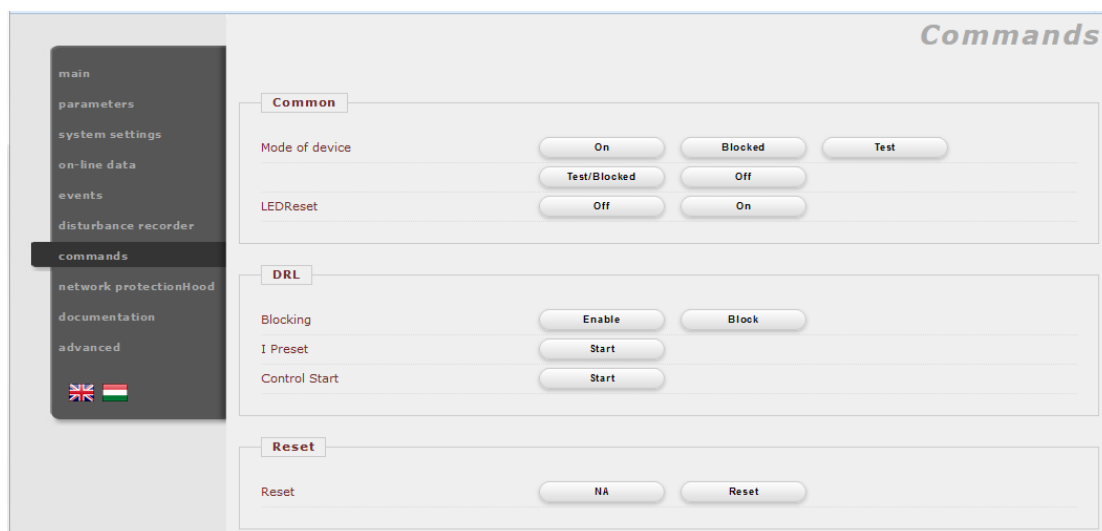 Commands
main
parameters
system settings
on-line data
events
disturbance recorder
commands
network protectionHood
documentation
advanced
Common
Mode of device On Blocked Test
Test/Blocked Off
LEDReset Off On
DRL
Blocking Enable Block
I Preset Start
Control Start Start
Reset
Reset NA Reset